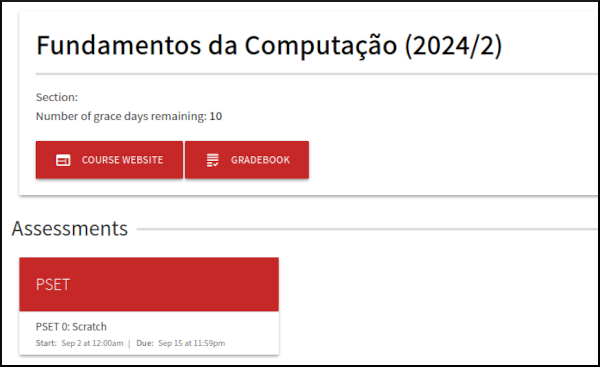 Fundamentos da Computação (2024/2)
Section:
Number of grace days remaining: 10
COURSE WEBSITE
GRADEBOOK
Assessments
PSET
PSET 0: Scratch
Start: Sep 2 at 12:00am | Due: Sep 15 at 11:59pm